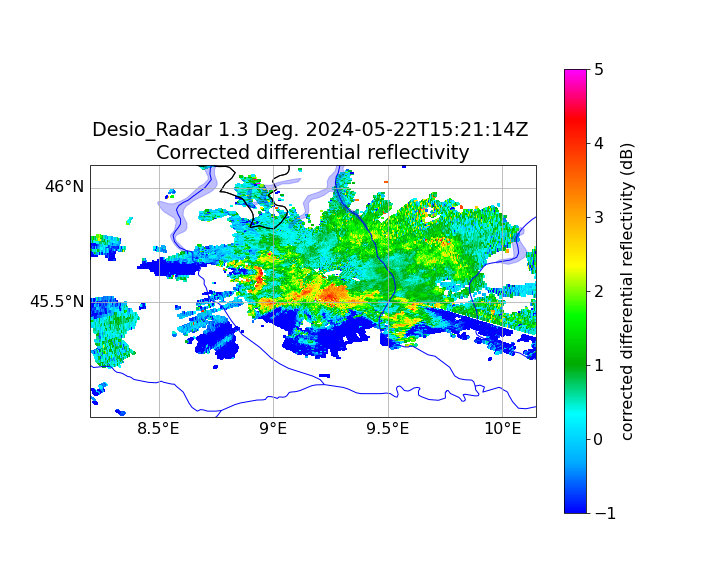 Desio_Radar 1.3 Deg. 2024-05-22T15:21:14Z
Corrected differential reflectivity
46°N
45.5°N
8.5°E
9°E
9.5°E
10°E
5
4
3
2
1
0
−1
corrected differential reflectivity (dB)